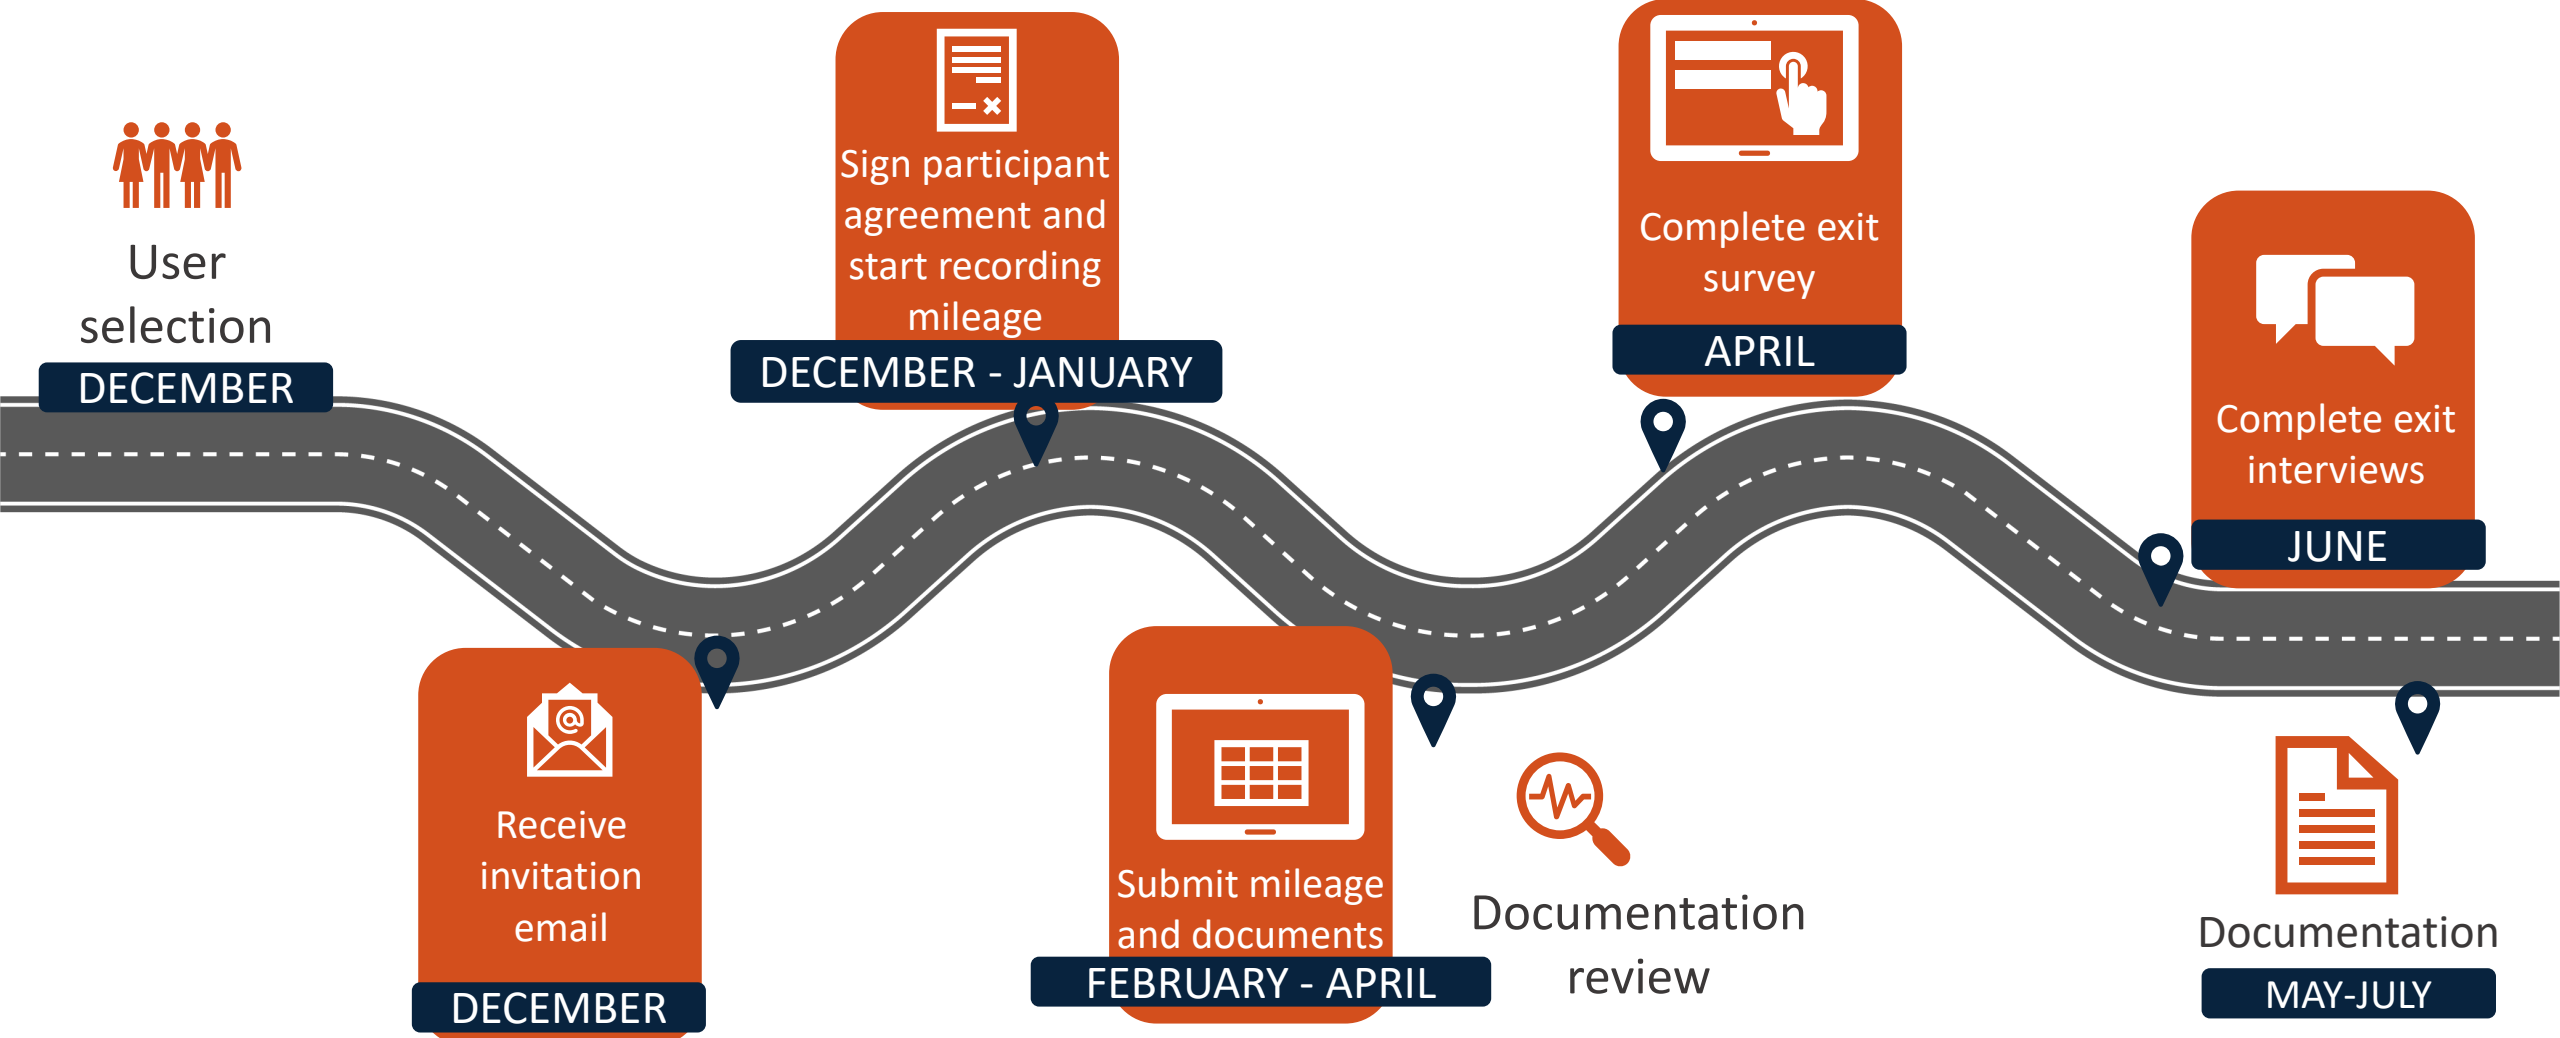 User
selection
DECEMBER
Receive
invitation
email
DECEMBER
Sign participant
agreement and
start recording
mileage
DECEMBER - JANUARY
Submit mileage
and documents
FEBRUARY - APRIL
Documentation
review
Complete exit
survey
APRIL
Complete exit
interviews
JUNE
Documentation
MAY-JULY